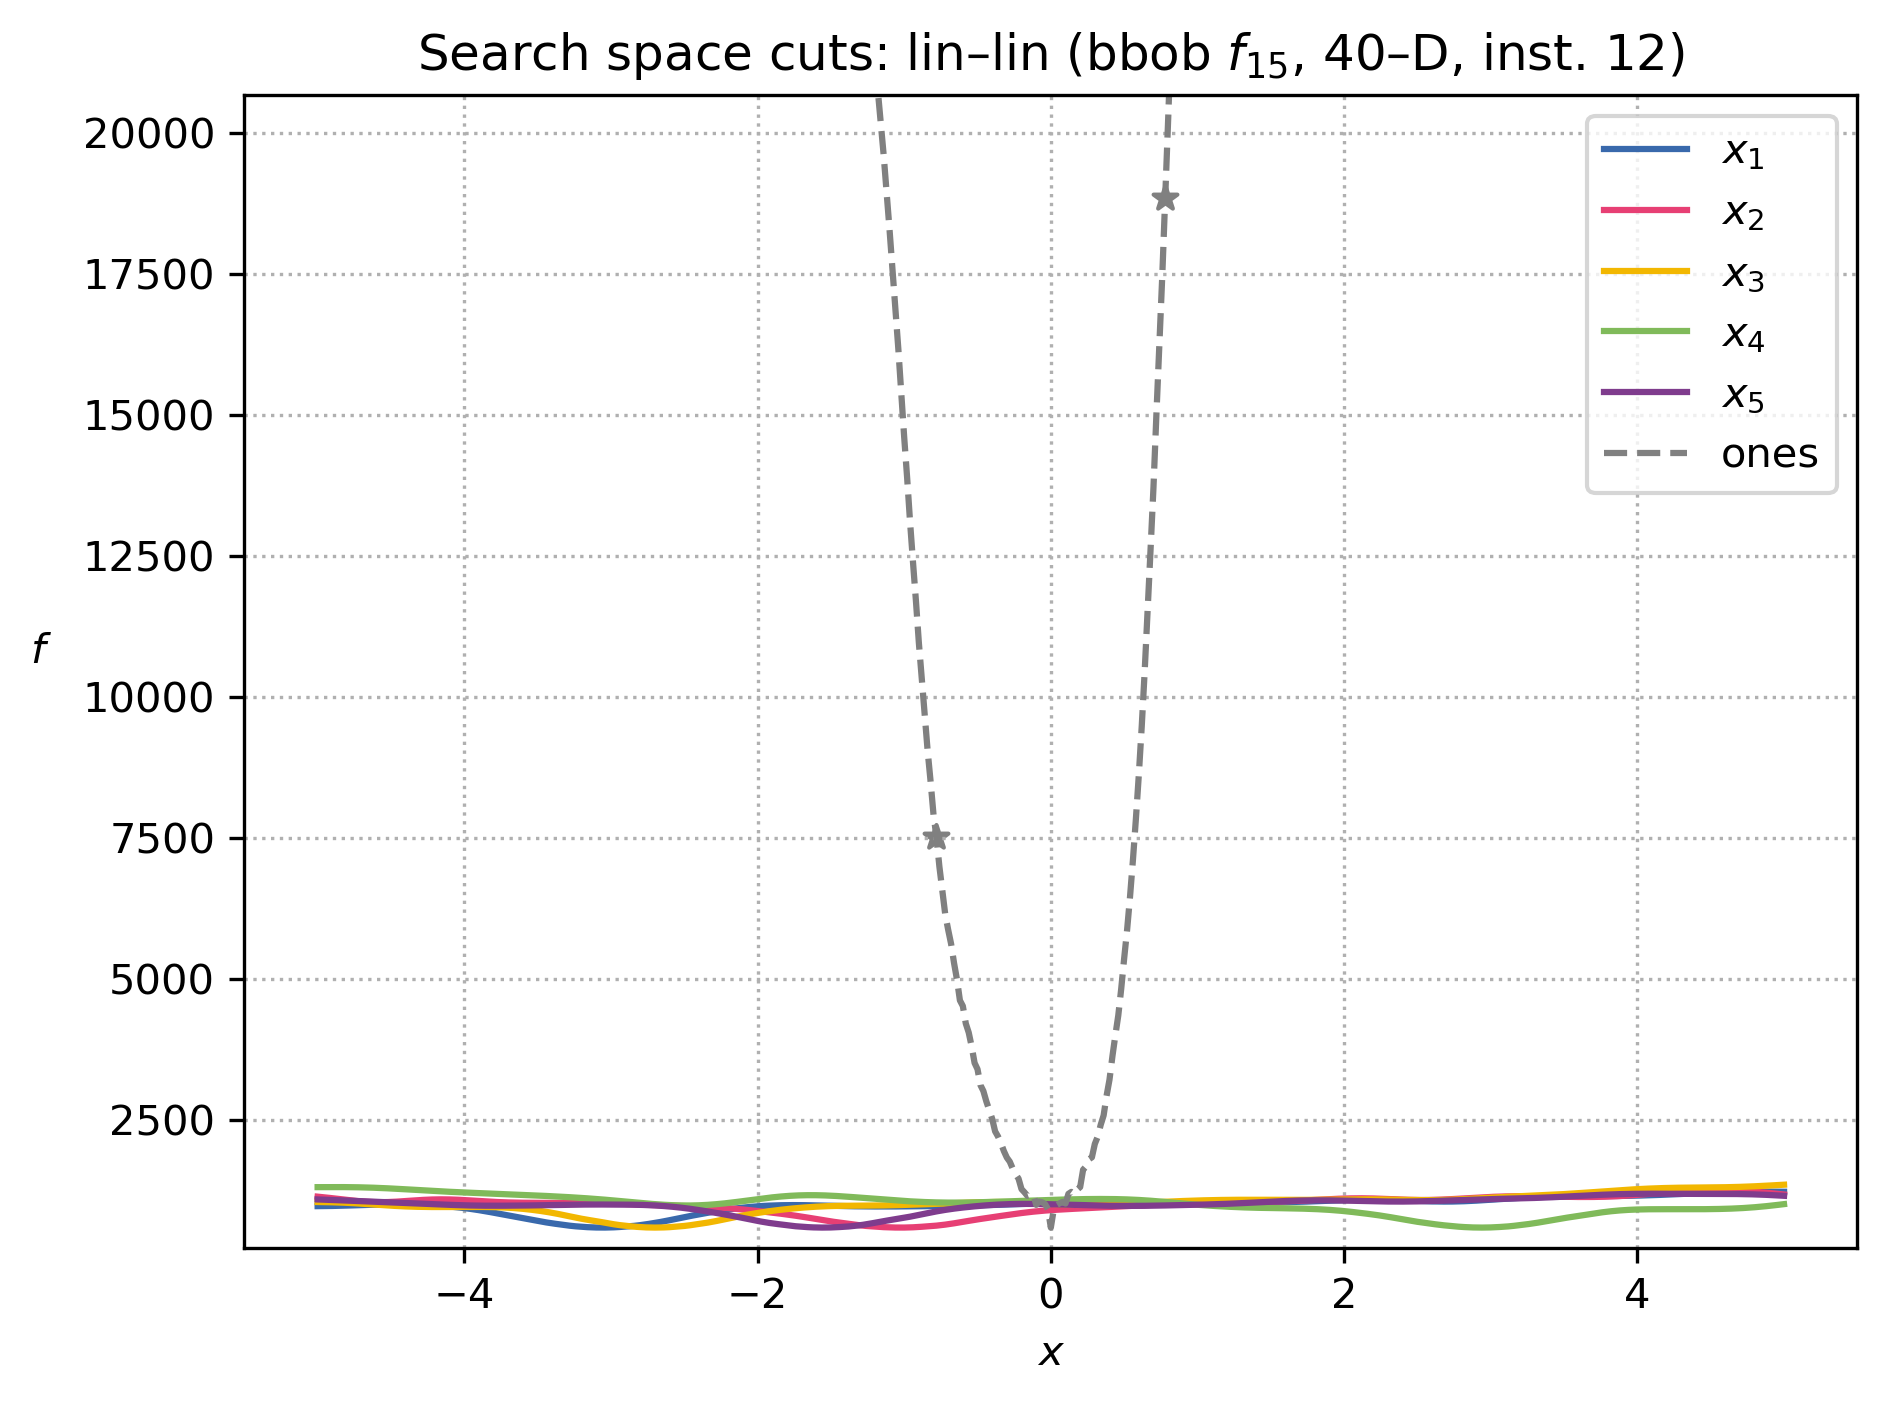 Search space cuts: lin–lin (bbob f₁₅, 40–D, inst. 12)
20000
17500
15000
12500
10000
7500
5000
2500
f
−4
−2
0
2
4
x
x₁
x₂
x₃
x₄
x₅
ones